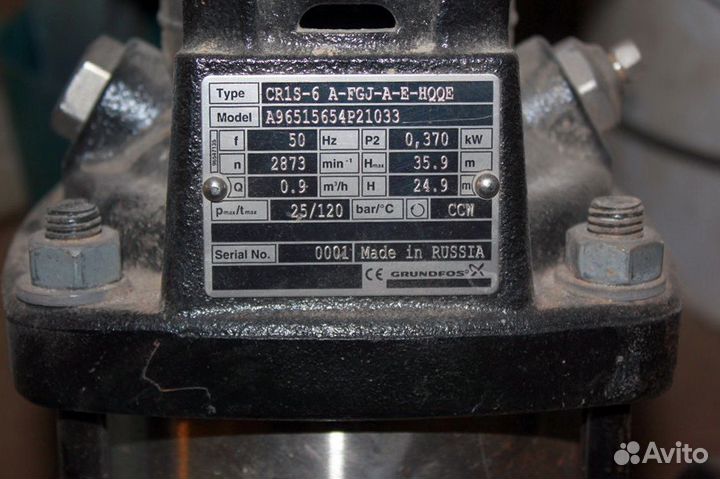 Type CR1S-6 A-FGJ-A-E-HQQE
Model A96515654P21033
f 50 Hz P2 0,370 kW
n 2873 min⁻¹ Hmax 35.9 m
Q 0.9 m³/h H 24.9 m
pmax/tmax 25/120 bar/°C CCW
Serial No. 0001 Made in RUSSIA
CE GRUNDFOS
Avito